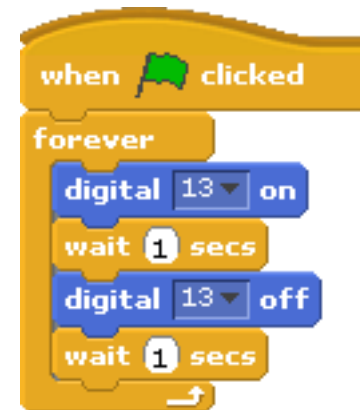 when clicked
forever
digital 13 on
wait 1 secs
digital 13 off
wait 1 secs